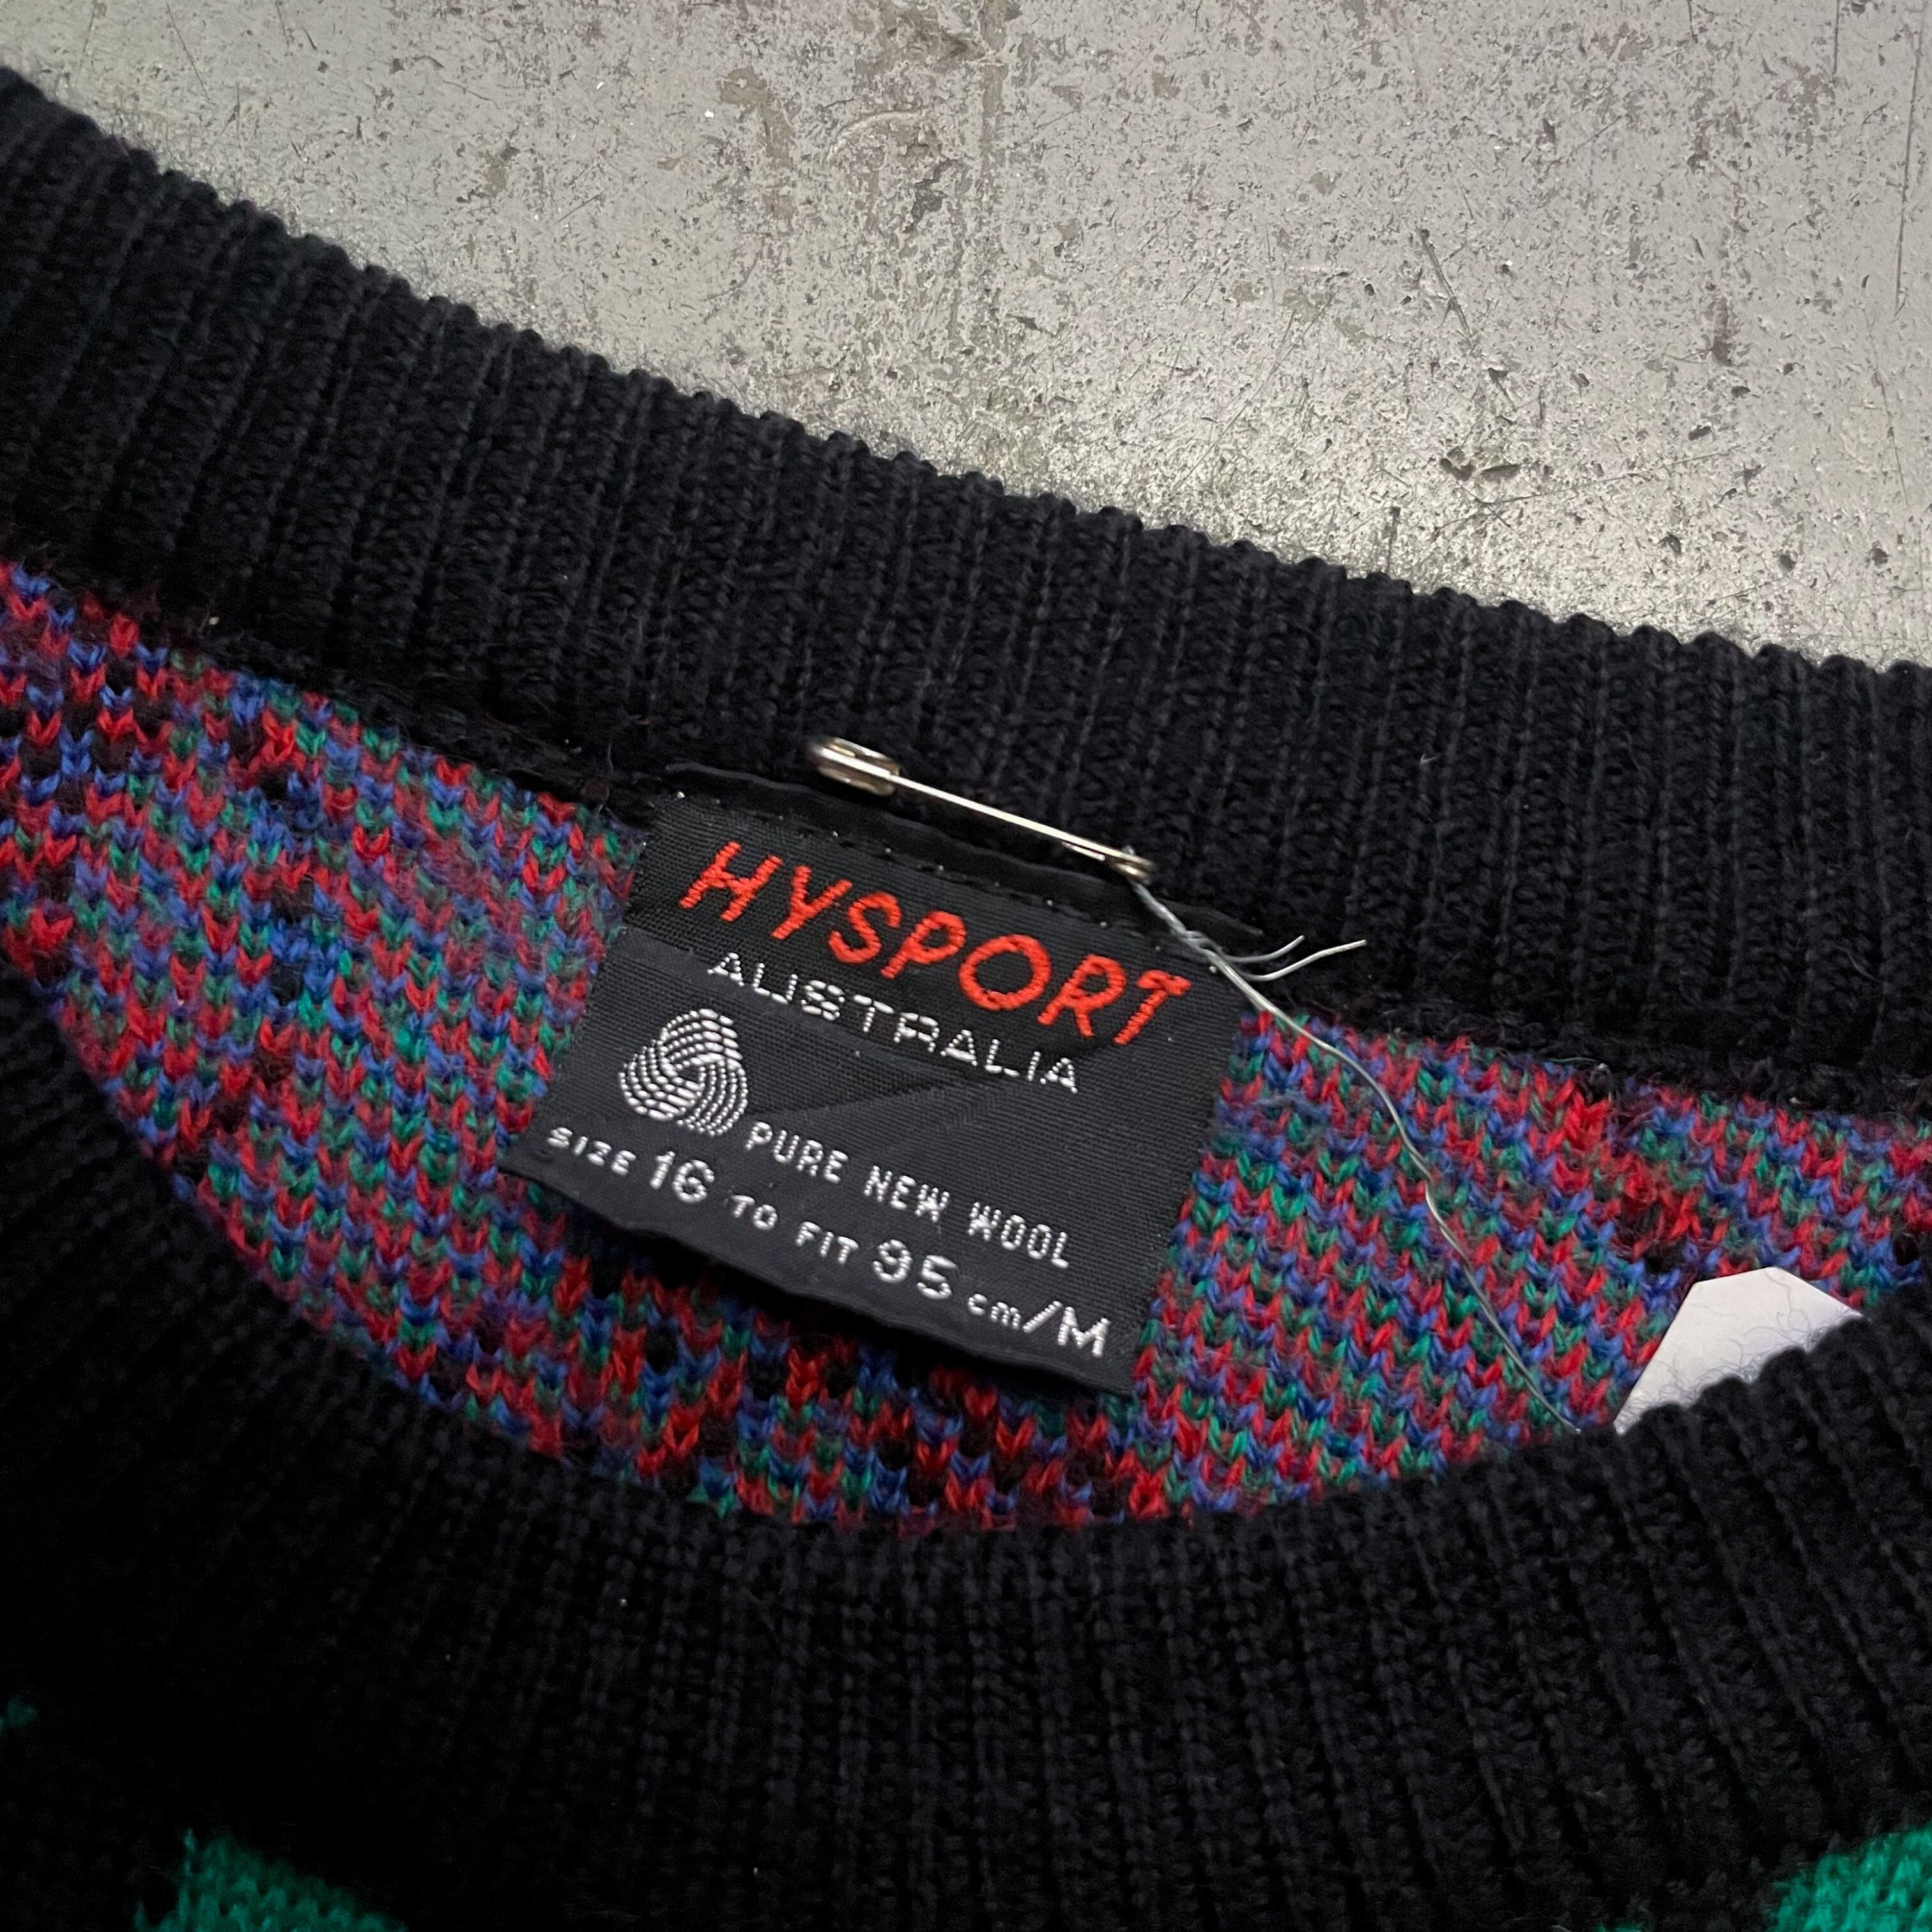 HYSPORT
AUSTRALIA
PURE NEW WOOL
SIZE 16 TO FIT 95 cm/M